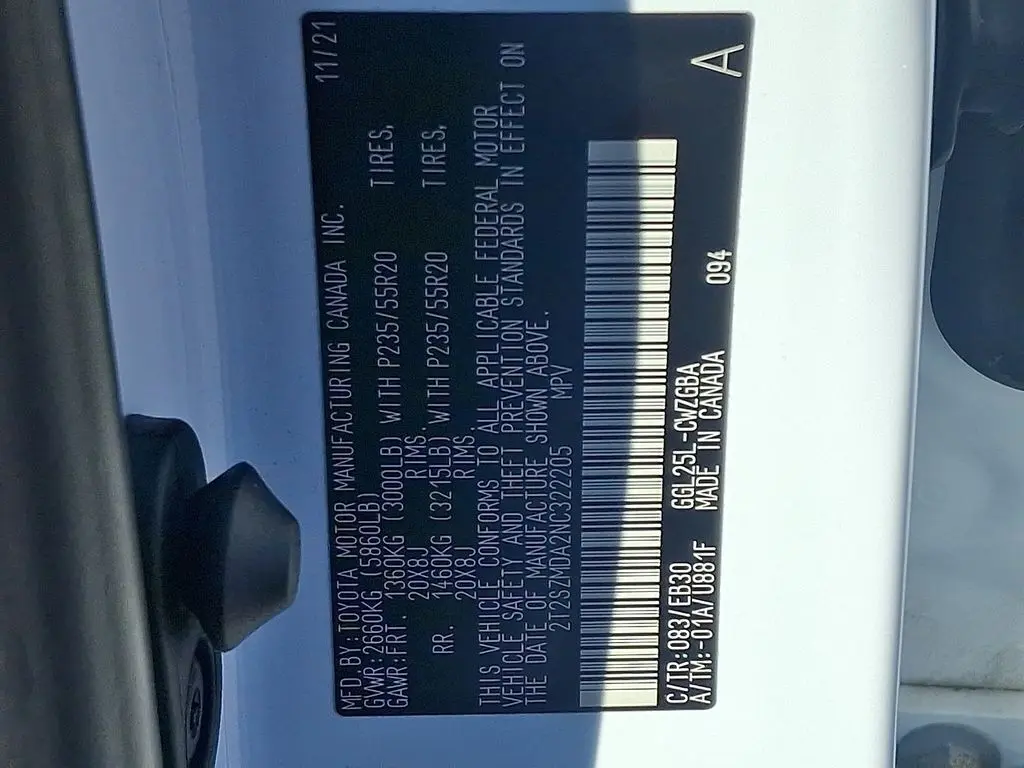 MFD.BY:TOYOTA MOTOR MANUFACTURING CANADA INC. 11/21
GVWR:2660KG (5860LB)
GAWR:FRT. 1360KG (3000LB) WITH P235/55R20 TIRES,
20X8J RIMS,
RR. 1460KG (3215LB) WITH P235/55R20 TIRES,
20X8J RIMS,
THIS VEHICLE CONFORMS TO ALL APPLICABLE FEDERAL MOTOR
VEHICLE SAFETY AND THEFT PREVENTION STANDARDS IN EFFECT ON
THE DATE OF MANUFACTURE SHOWN ABOVE.
2T2SZMDA2NC322205 MPV
C/TR:083/EB30 GGL25L-CWZGBA
A/TM:-01A/U881F MADE IN CANADA 094 A